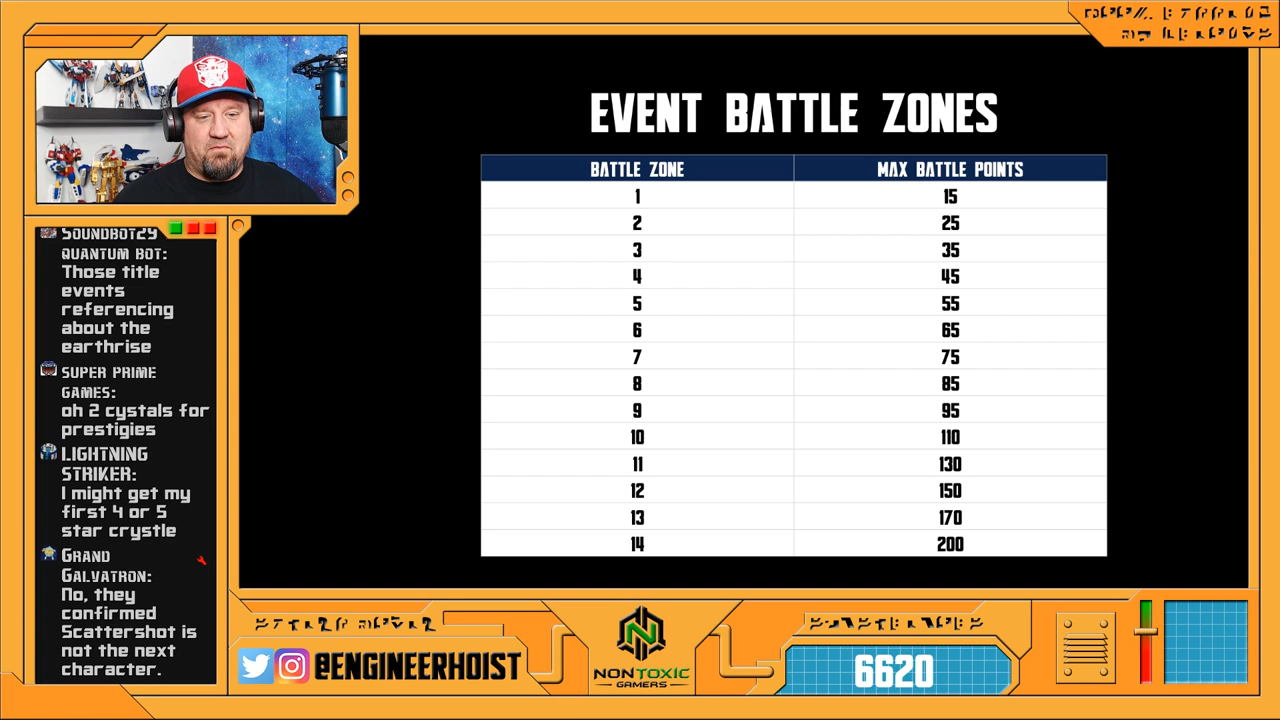 EVENT BATTLE ZONES
BATTLE ZONE MAX BATTLE POINTS
1 15
2 25
3 35
4 45
5 55
6 65
7 75
8 85
9 95
10 110
11 130
12 150
13 170
14 200
SOUNDBOT29
QUANTUM BOT:
Those title
events
referencing
about the
earthrise
SUPER PRIME
GAMES:
oh 2 cystals for
prestigies
LIGHTNING
STRIKER:
I might get my
first 4 or 5
star crystle
GRAND
GALVATRON:
No, they
confirmed
Scattershot is
not the next
character.
@ENGINEERHOIST
N
NONTOXIC
GAMERS
6620